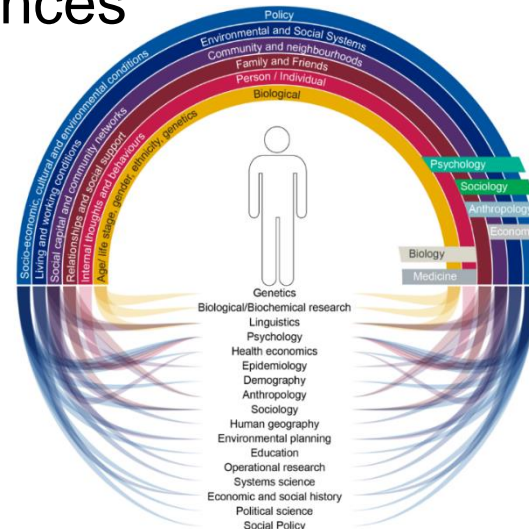 Policy
Environmental and Social Systems
Community and neighbourhoods
Family and Friends
Person / Individual
Biological
Socio-economic, cultural and environmental conditions
Living and working conditions
Social capital and community networks
Relationships and social support
Internal thoughts and behaviours
Age/ life stage, gender, ethnicity, genetics
Psychology
Sociology
Anthropology
Econom
Biology
Medicine
Genetics
Biological/Biochemical research
Linguistics
Psychology
Health economics
Epidemiology
Demography
Anthropology
Sociology
Human geography
Environmental planning
Education
Operational research
Systems science
Economic and social history
Political science
Social Policy